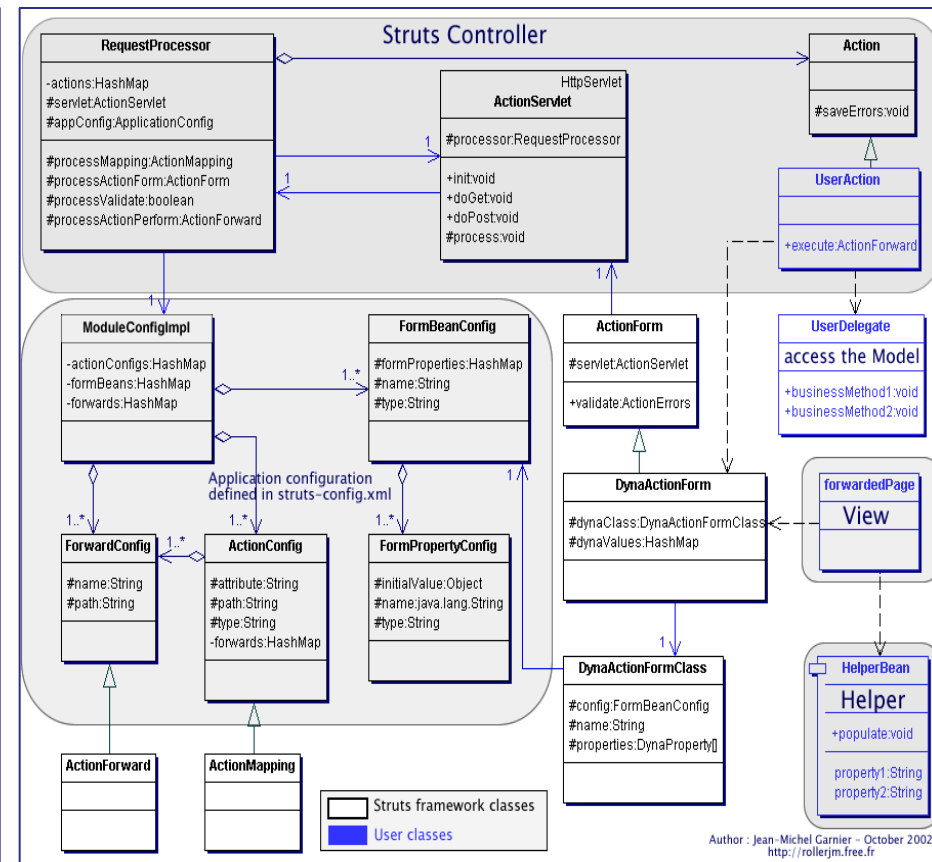 Struts Controller
RequestProcessor
-actions:HashMap
#servlet:ActionServlet
#appConfig:ApplicationConfig
#processMapping:ActionMapping
#processActionForm:ActionForm
#processValidate:boolean
#processActionPerform:ActionForward
HttpServlet
ActionServlet
#processor:RequestProcessor
+init:void
+doGet:void
+doPost:void
#process:void
1
1
Action
#saveErrors:void
UserAction
+execute:ActionForward
1
1
ModuleConfigImpl
-actionConfigs:HashMap
-formBeans:HashMap
-forwards:HashMap
1..*
FormBeanConfig
#formProperties:HashMap
#name:String
#type:String
ActionForm
#servlet:ActionServlet
+validate:ActionErrors
UserDelegate
access the Model
+businessMethod1:void
+businessMethod2:void
Application configuration
defined in struts-config.xml
1
1..*
1..*
1..*
1..*
ForwardConfig
#name:String
#path:String
ActionConfig
#attribute:String
#path:String
#type:String
-forwards:HashMap
FormPropertyConfig
#initialValue:Object
#name:java.lang.String
#type:String
DynaActionForm
#dynaClass:DynaActionFormClass
#dynaValues:HashMap
forwardedPage
View
1
DynaActionFormClass
#config:FormBeanConfig
#name:String
#properties:DynaProperty[]
HelperBean
Helper
+populate:void
property1:String
property2:String
ActionForward
ActionMapping
Struts framework classes
User classes
Author : Jean-Michel Garnier - October 2002
http://rollerjm.free.fr